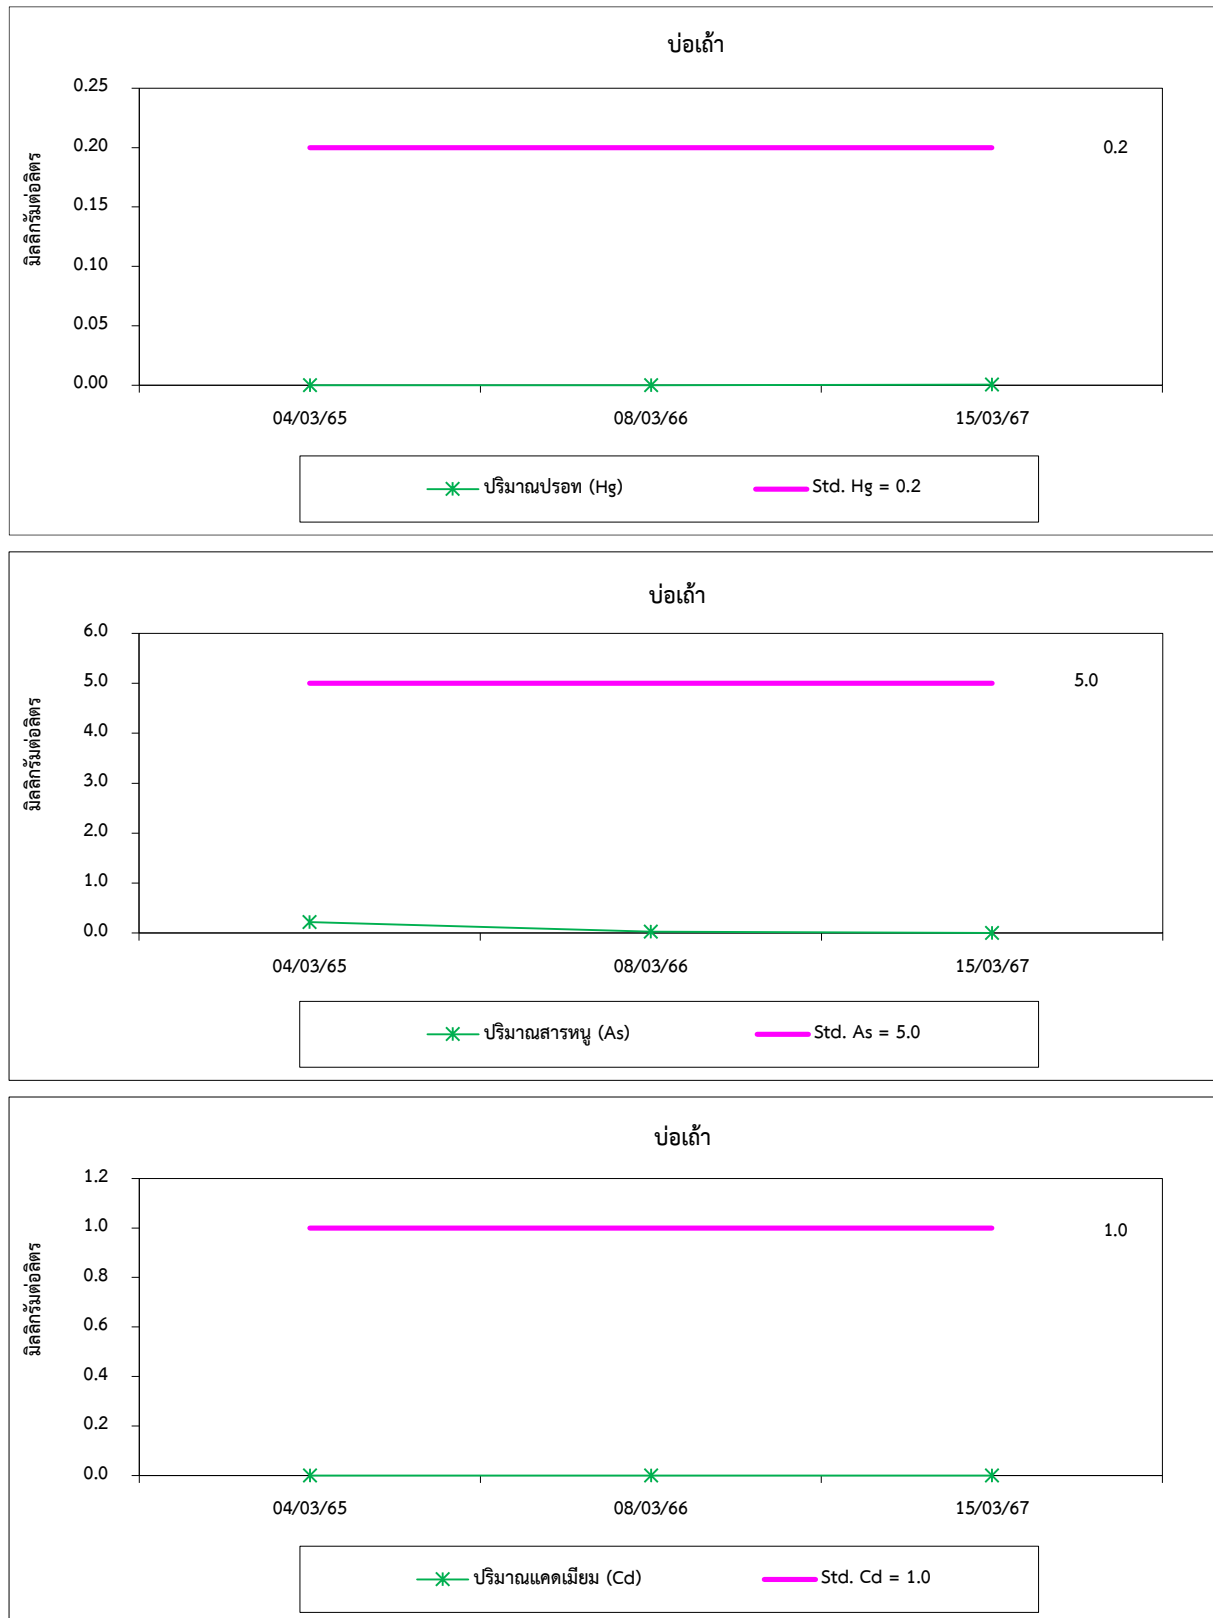 บ่อเถ้า
มิลลิกรัมต่อลิตร
0.25
0.20
0.15
0.10
0.05
0.00
0.2
04/03/65 08/03/66 15/03/67
ปริมาณปรอท (Hg) Std. Hg = 0.2
บ่อเถ้า
มิลลิกรัมต่อลิตร
6.0
5.0
4.0
3.0
2.0
1.0
0.0
5.0
04/03/65 08/03/66 15/03/67
ปริมาณสารหนู (As) Std. As = 5.0
บ่อเถ้า
มิลลิกรัมต่อลิตร
1.2
1.0
0.8
0.6
0.4
0.2
0.0
1.0
04/03/65 08/03/66 15/03/67
ปริมาณแคดเมียม (Cd) Std. Cd = 1.0